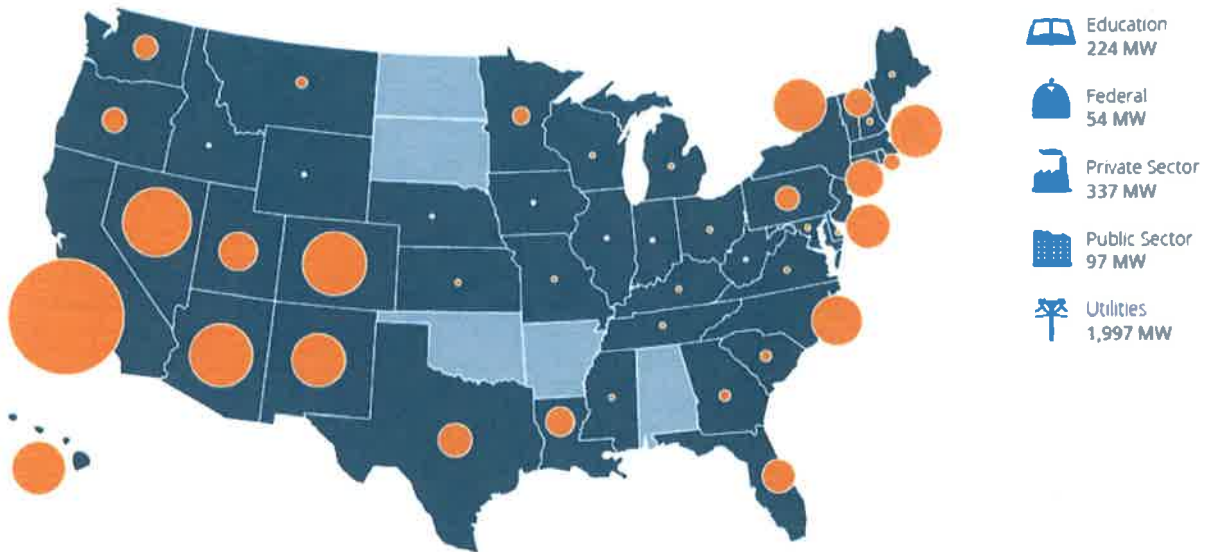 Education
224 MW
Federal
54 MW
Private Sector
337 MW
Public Sector
97 MW
Utilities
1,997 MW